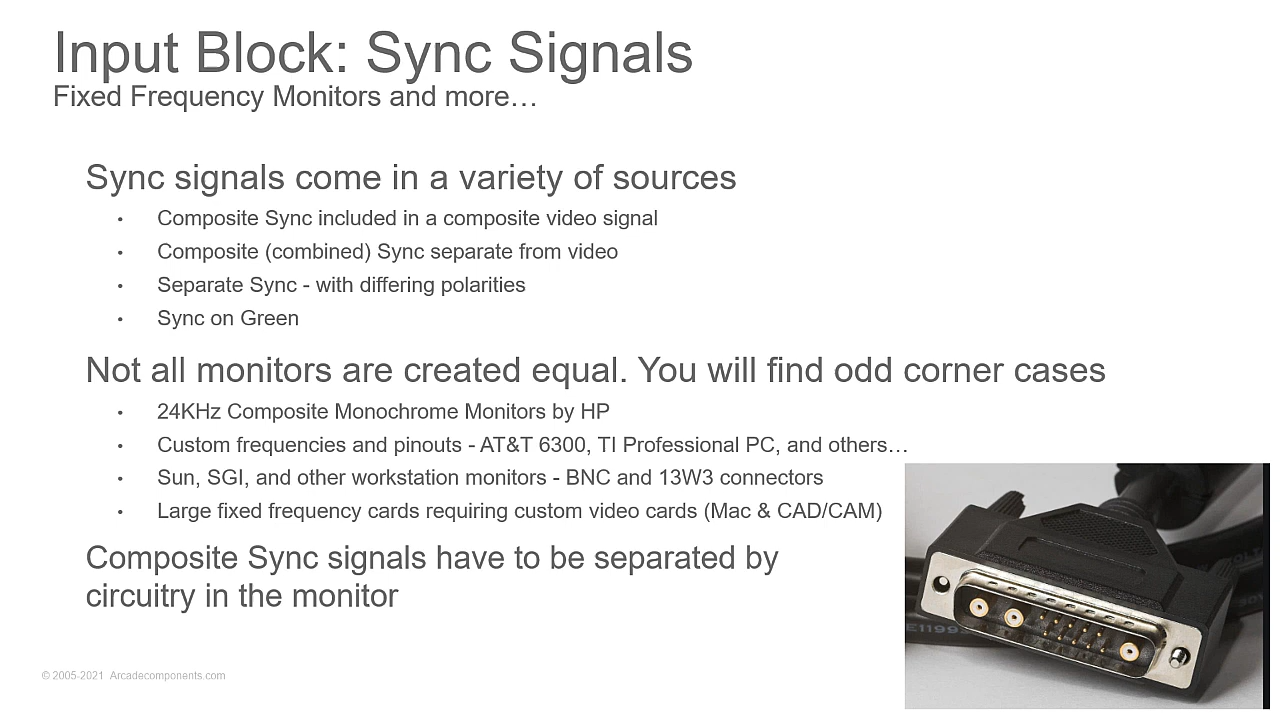 Input Block: Sync Signals
Fixed Frequency Monitors and more…
Sync signals come in a variety of sources
• Composite Sync included in a composite video signal
• Composite (combined) Sync separate from video
• Separate Sync - with differing polarities
• Sync on Green
Not all monitors are created equal. You will find odd corner cases
• 24KHz Composite Monochrome Monitors by HP
• Custom frequencies and pinouts - AT&T 6300, TI Professional PC, and others…
• Sun, SGI, and other workstation monitors - BNC and 13W3 connectors
• Large fixed frequency cards requiring custom video cards (Mac & CAD/CAM)
Composite Sync signals have to be separated by
circuitry in the monitor
© 2005-2021 Arcadecomponents.com